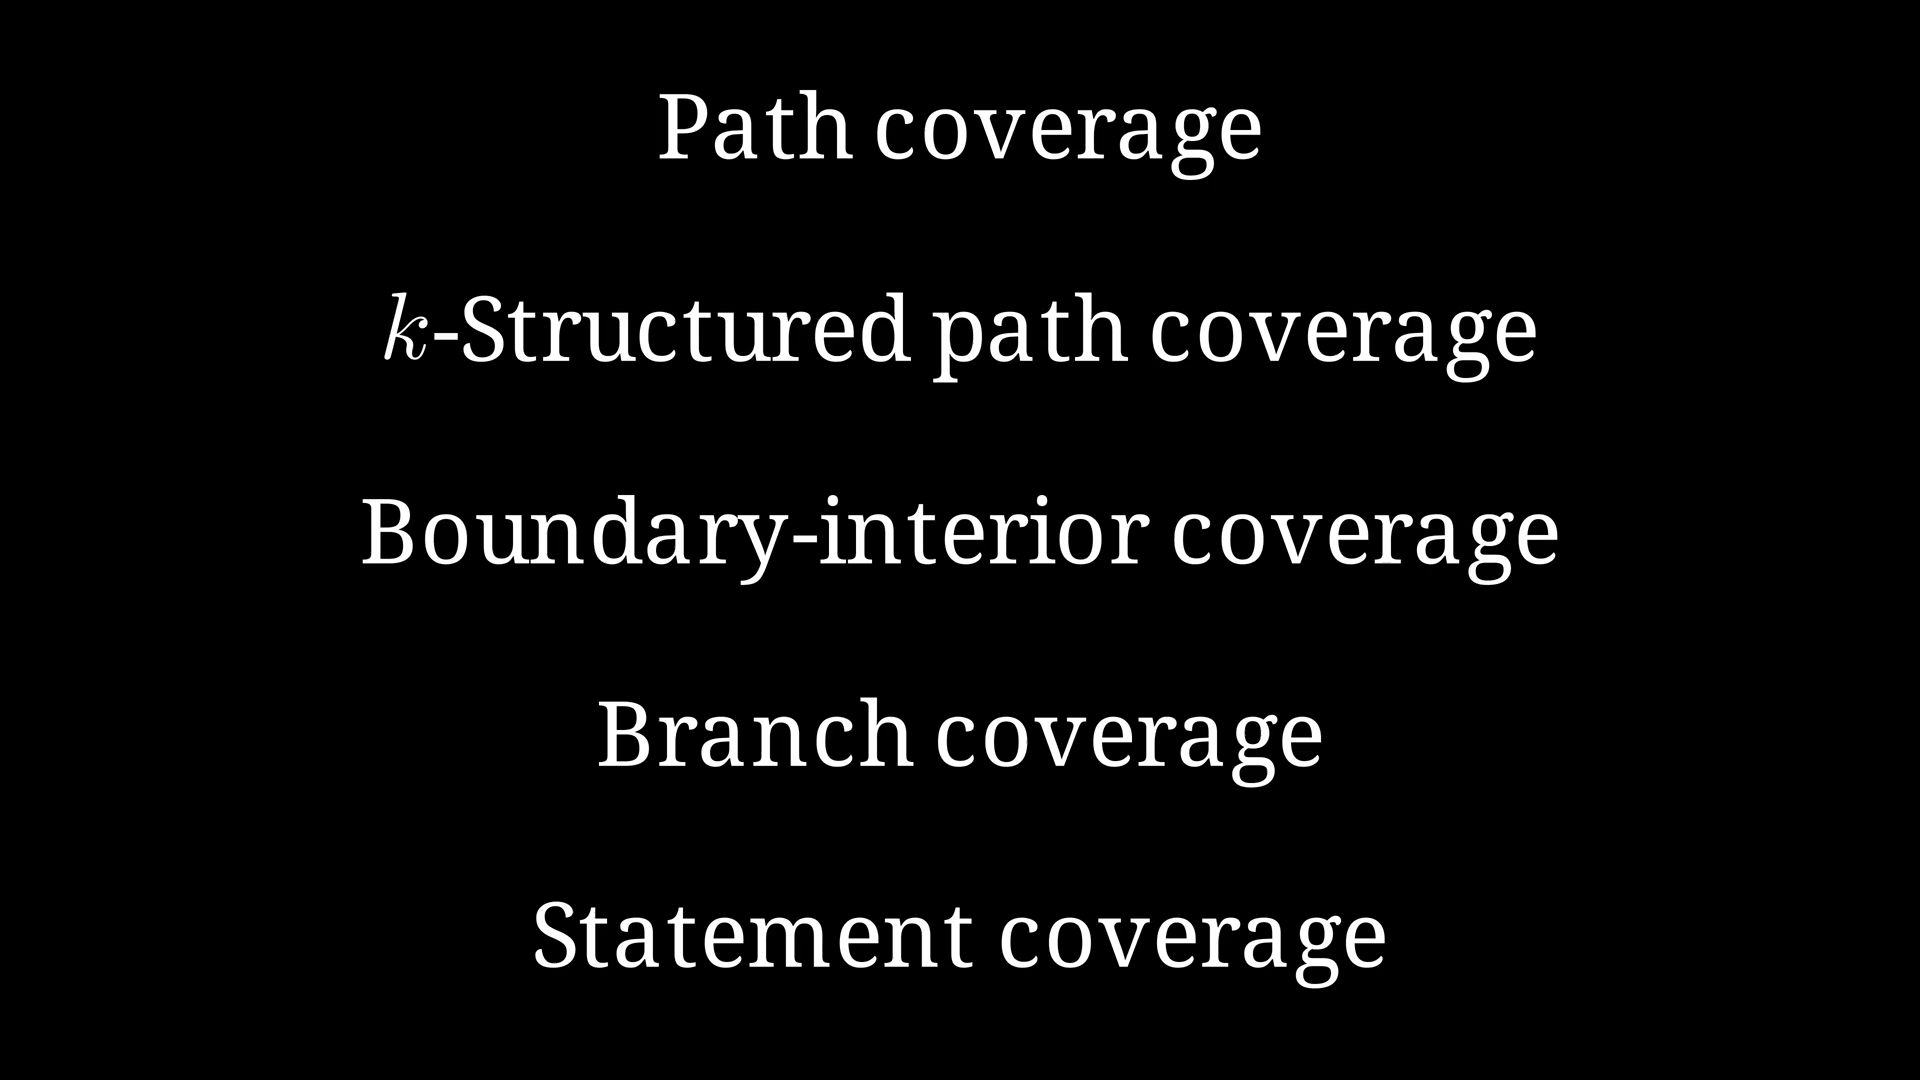 Path coverage
k-Structured path coverage
Boundary-interior coverage
Branch coverage
Statement coverage